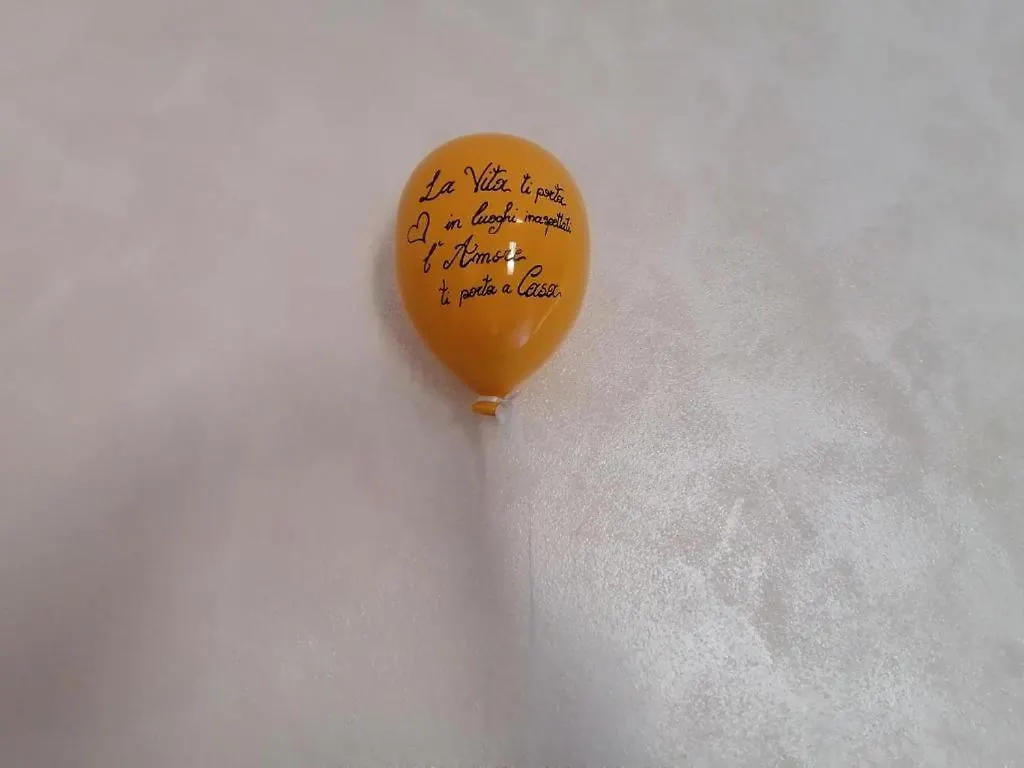 La Vita ti porta
in luoghi inaspettati
l'Amore
ti porta a Casa.